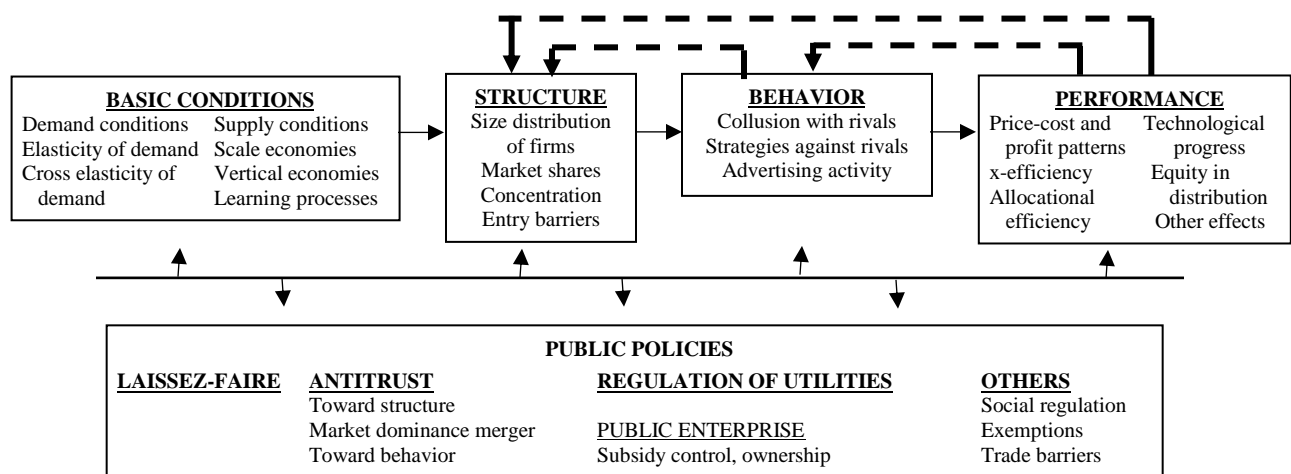 BASIC CONDITIONS
Demand conditions
Elasticity of demand
Cross elasticity of
demand
Supply conditions
Scale economies
Vertical economies
Learning processes
STRUCTURE
Size distribution
of firms
Market shares
Concentration
Entry barriers
BEHAVIOR
Collusion with rivals
Strategies against rivals
Advertising activity
PERFORMANCE
Price-cost and
profit patterns
x-efficiency
Allocational
efficiency
Technological
progress
Equity in
distribution
Other effects
PUBLIC POLICIES
LAISSEZ-FAIRE
ANTITRUST
Toward structure
Market dominance merger
Toward behavior
REGULATION OF UTILITIES
PUBLIC ENTERPRISE
Subsidy control, ownership
OTHERS
Social regulation
Exemptions
Trade barriers